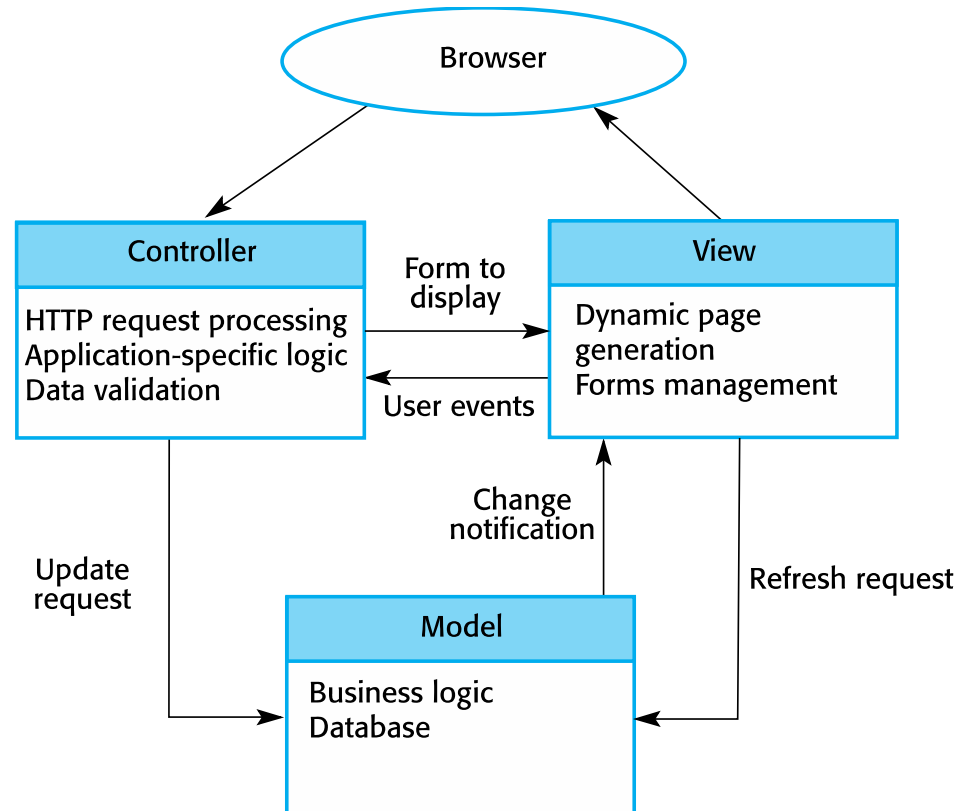 Browser
Controller
HTTP request processing
Application-specific logic
Data validation
Form to
display
User events
View
Dynamic page
generation
Forms management
Update
request
Change
notification
Refresh request
Model
Business logic
Database